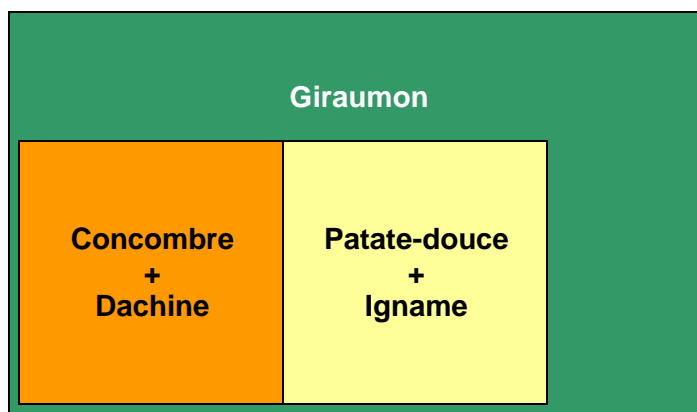 Giraumon
Concombre
+
Dachine
Patate-douce
+
Igname